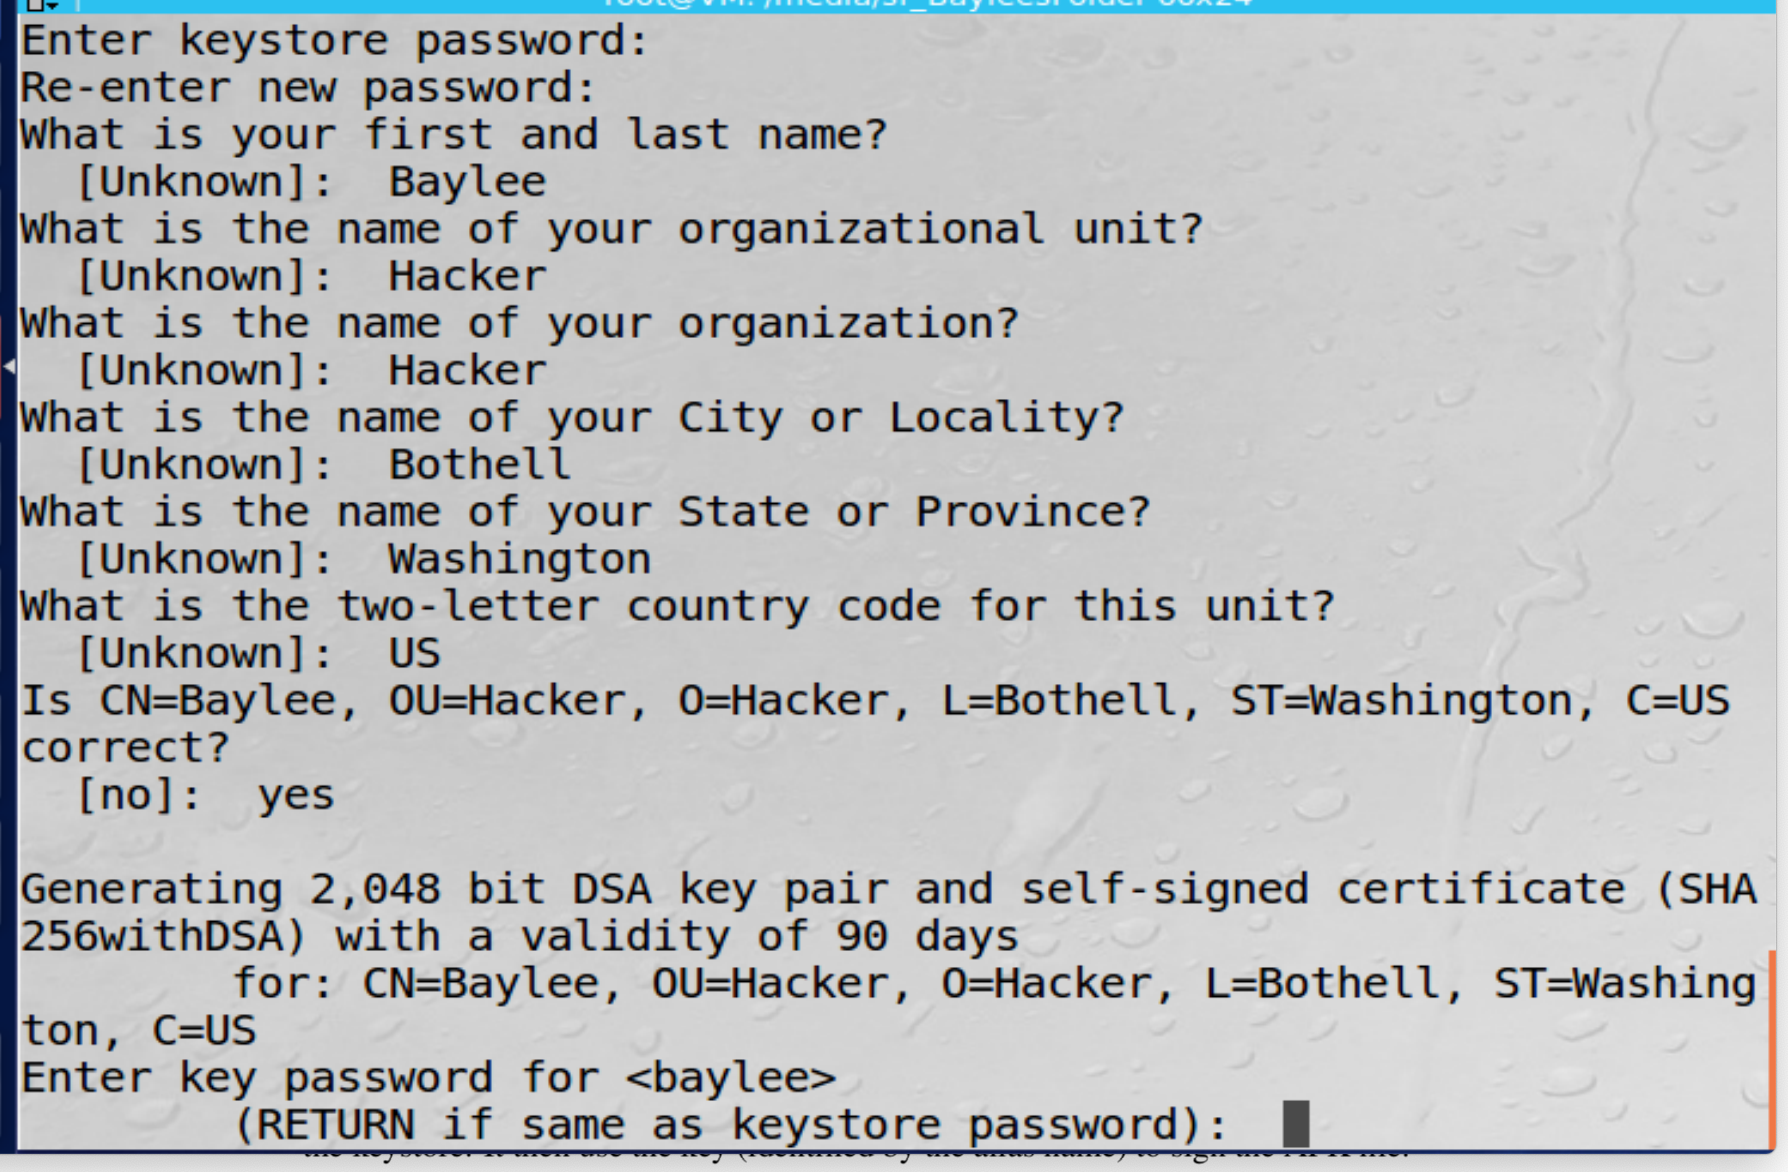 Enter keystore password:
Re-enter new password:
What is your first and last name?
  [Unknown]:  Baylee
What is the name of your organizational unit?
  [Unknown]:  Hacker
What is the name of your organization?
  [Unknown]:  Hacker
What is the name of your City or Locality?
  [Unknown]:  Bothell
What is the name of your State or Province?
  [Unknown]:  Washington
What is the two-letter country code for this unit?
  [Unknown]:  US
Is CN=Baylee, OU=Hacker, O=Hacker, L=Bothell, ST=Washington, C=US
correct?
  [no]:  yes

Generating 2,048 bit DSA key pair and self-signed certificate (SHA
256withDSA) with a validity of 90 days
        for: CN=Baylee, OU=Hacker, O=Hacker, L=Bothell, ST=Washing
ton, C=US
Enter key password for <baylee>
        (RETURN if same as keystore password):